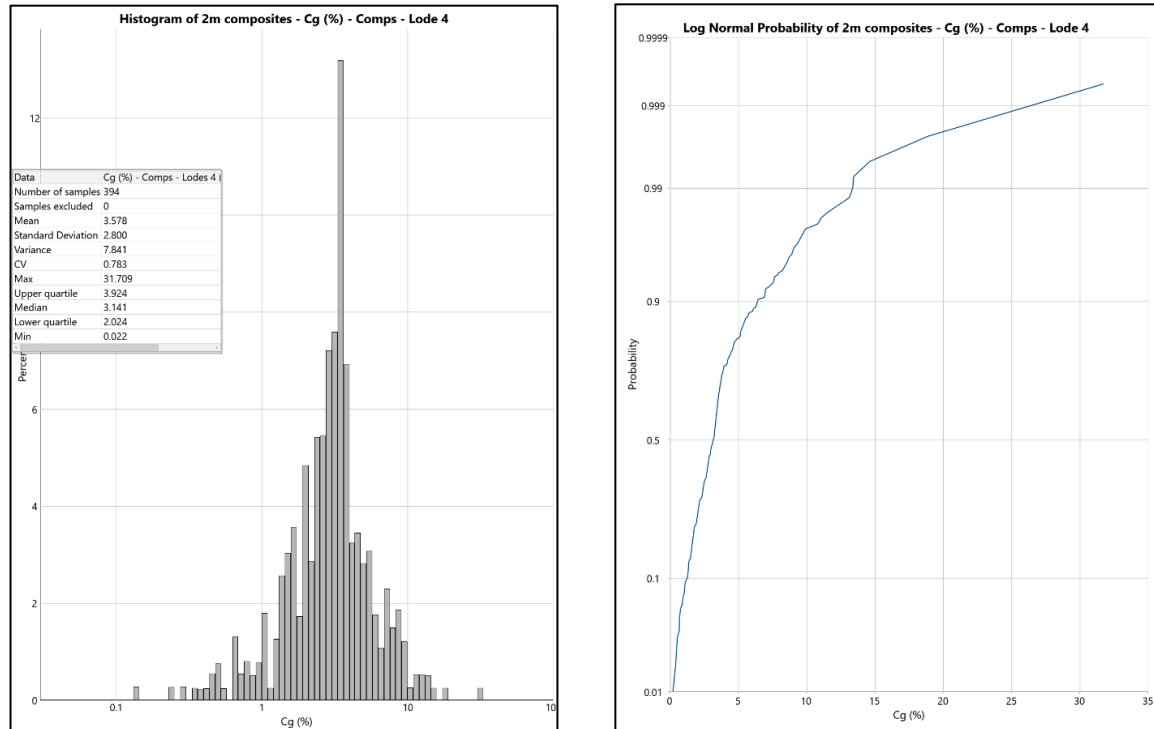 Histogram of 2m composites - Cg (%) - Comps - Lode 4
12
Data Cg (%) - Comps - Lodes 4 (
Number of samples 394
Samples excluded 0
Mean 3.578
Standard Deviation 2.800
Variance 7.841
CV 0.783
Max 31.709
Upper quartile 3.924
Median 3.141
Lower quartile 2.024
Min 0.022
Percen
6
4
2
0
0.1 1 10 10
Cg (%)
Log Normal Probability of 2m composites - Cg (%) - Comps - Lode 4
0.9999
0.999
0.99
0.9
Probability
0.5
0.1
0.01
0 5 10 15 20 25 30 35
Cg (%)